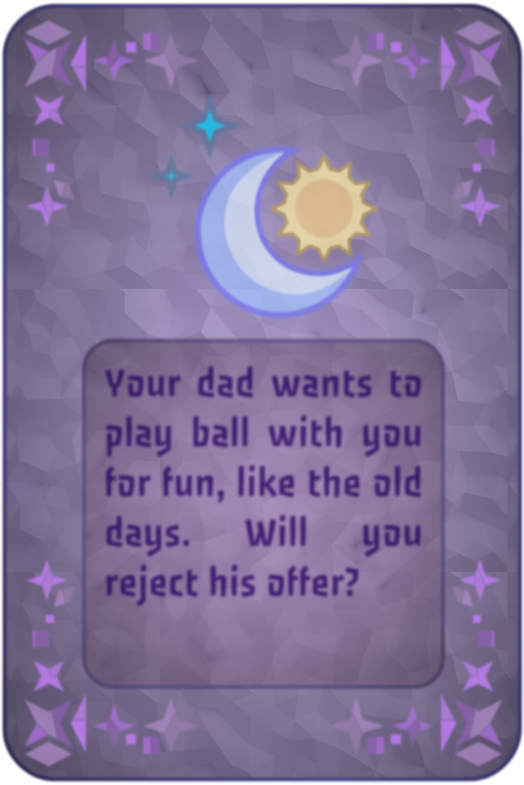 Your dad wants to
play ball with you
for fun, like the old
days. Will you
reject his offer?